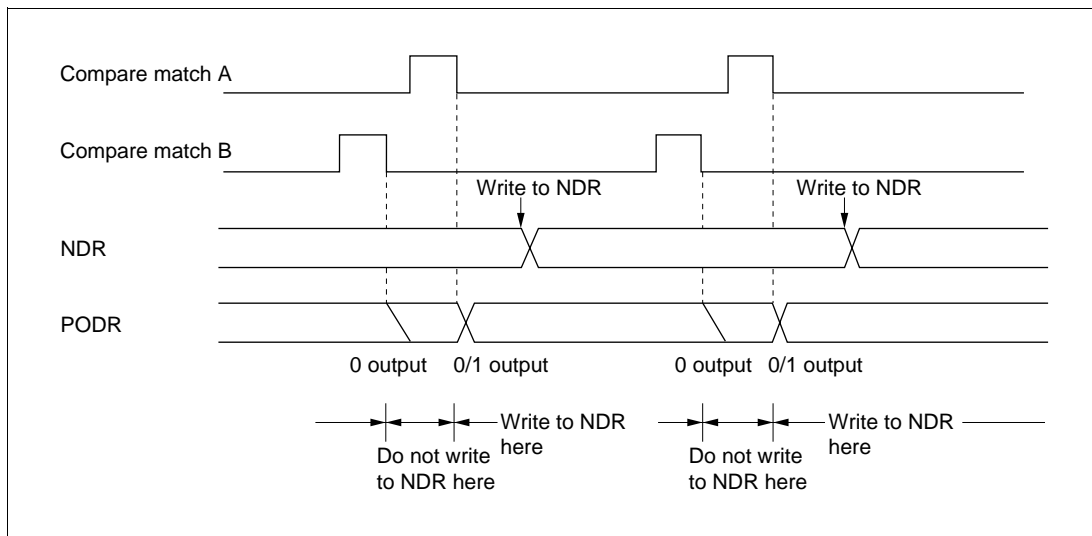 Compare match A
Compare match B
Write to NDR
Write to NDR
NDR
PODR
0 output
0/1 output
0 output
0/1 output
Write to NDR
here
Do not write
to NDR here
Write to NDR
here
Do not write
to NDR here